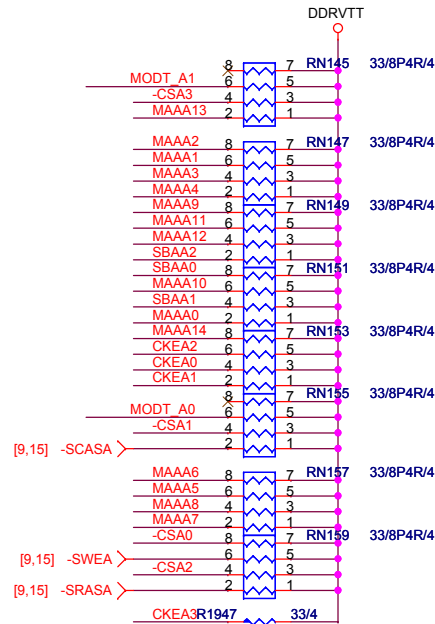 DDRVTT
8 7 RN145 33/8P4R/4
MODT_A1 6 5
-CSA3 4 3
MAAA13 2 1
MAAA2 8 7 RN147 33/8P4R/4
MAAA1 6 5
MAAA3 4 3
MAAA4 2 1
MAAA9 8 7 RN149 33/8P4R/4
MAAA11 6 5
MAAA12 4 3
SBAA2 2 1
SBAA0 8 7 RN151 33/8P4R/4
MAAA10 6 5
SBAA1 4 3
MAAA0 2 1
MAAA14 8 7 RN153 33/8P4R/4
CKEA2 6 5
CKEA0 4 3
CKEA1 2 1
8 7 RN155 33/8P4R/4
MODT_A0 6 5
-CSA1 4 3
[9,15] -SCASA 2 1
MAAA6 8 7 RN157 33/8P4R/4
MAAA5 6 5
MAAA8 4 3
MAAA7 2 1
-CSA0 8 7 RN159 33/8P4R/4
[9,15] -SWEA 6 5
-CSA2 4 3
[9,15] -SRASA 2 1
CKEA3 R1947 33/4